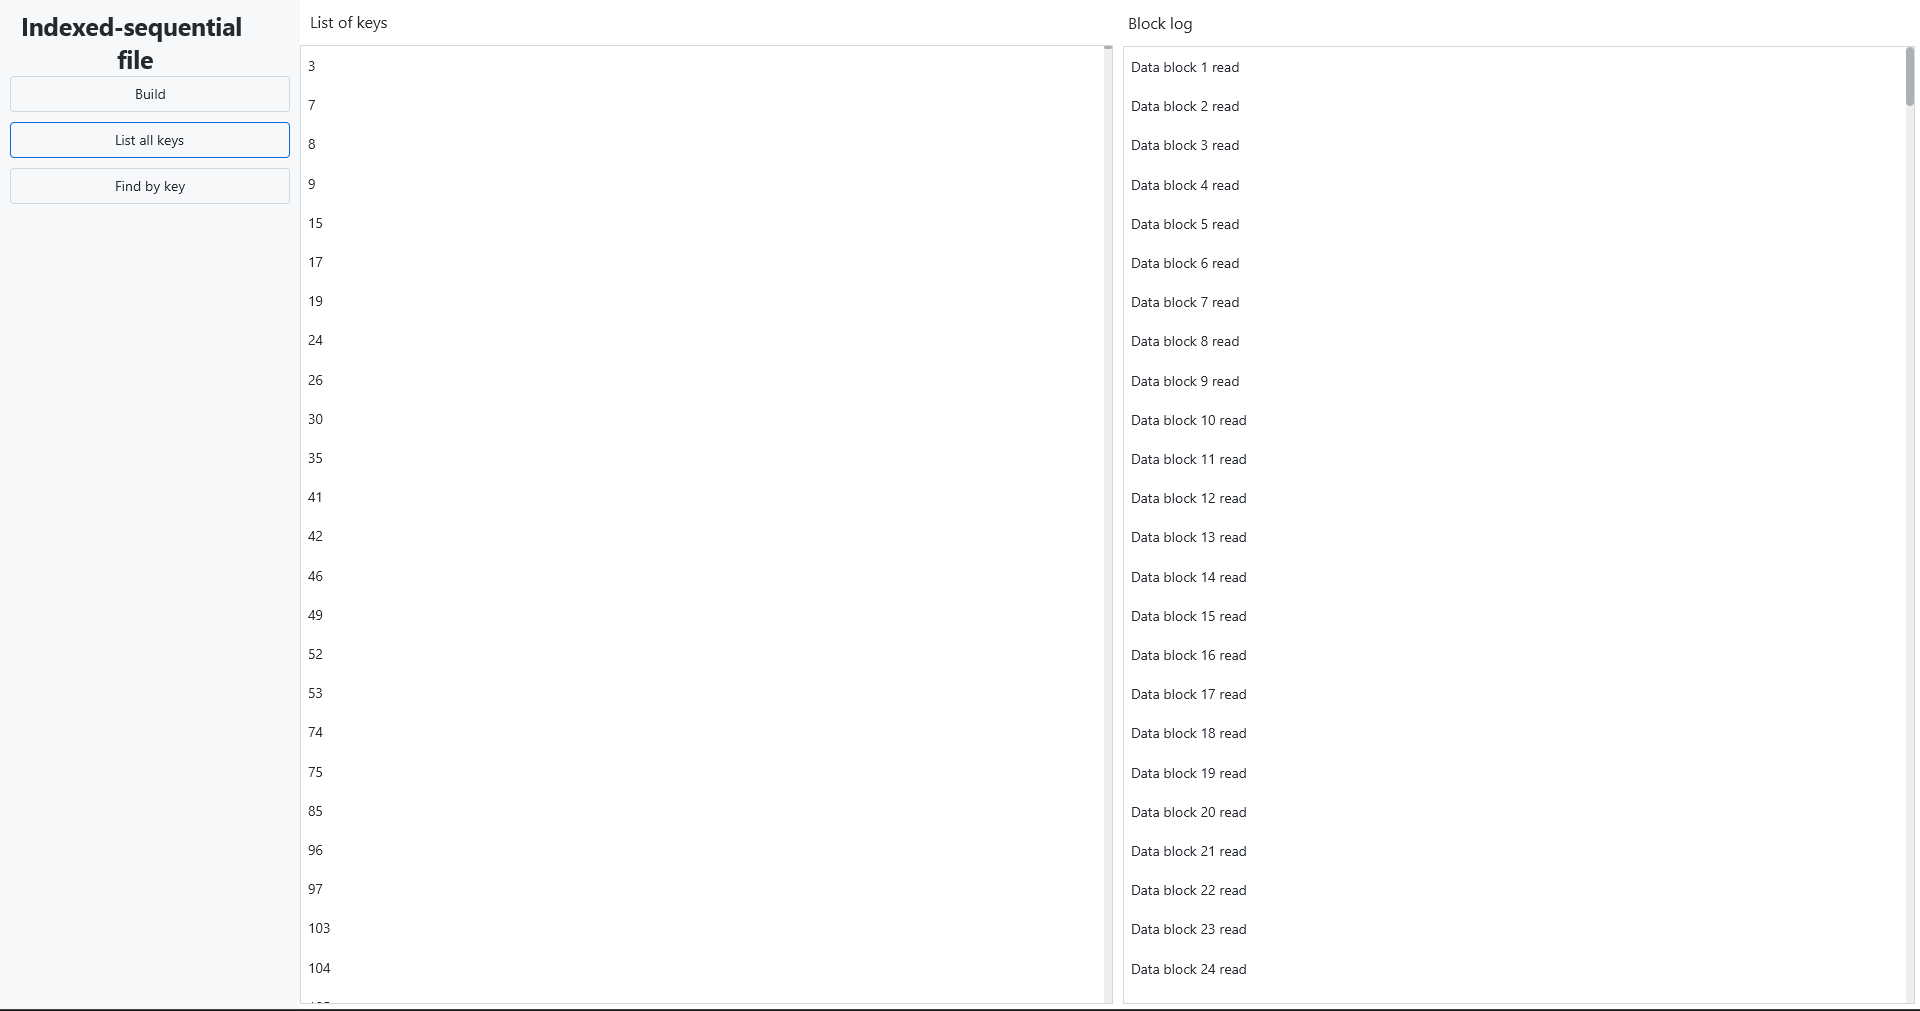 Indexed-sequential
file
Build
List all keys
Find by key
List of keys
3
7
8
9
15
17
19
24
26
30
35
41
42
46
49
52
53
74
75
85
96
97
103
104
Block log
Data block 1 read
Data block 2 read
Data block 3 read
Data block 4 read
Data block 5 read
Data block 6 read
Data block 7 read
Data block 8 read
Data block 9 read
Data block 10 read
Data block 11 read
Data block 12 read
Data block 13 read
Data block 14 read
Data block 15 read
Data block 16 read
Data block 17 read
Data block 18 read
Data block 19 read
Data block 20 read
Data block 21 read
Data block 22 read
Data block 23 read
Data block 24 read